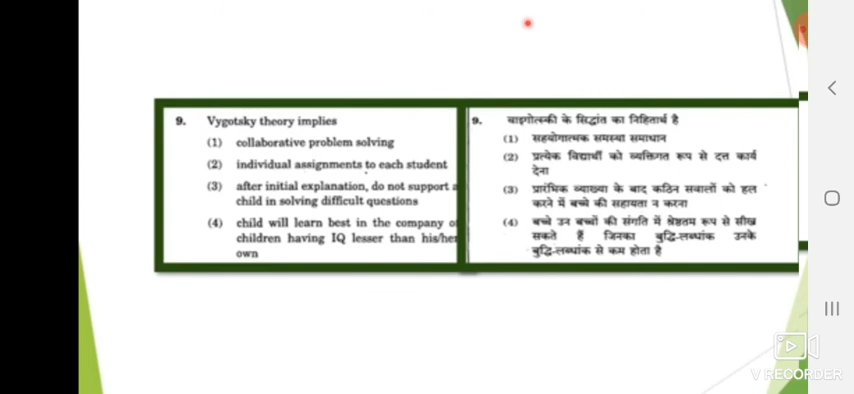 9. Vygotsky theory implies
(1) collaborative problem solving
(2) individual assignments to each student
(3) after initial explanation, do not support a
child in solving difficult questions
(4) child will learn best in the company o
children having IQ lesser than his/her
own
9. वाइगोत्स्की के सिद्धांत का निहितार्थ है
(1) सहयोगात्मक समस्या समाधान
(2) प्रत्येक विद्यार्थी को व्यक्तिगत रूप से दत्त कार्य
देना
(3) प्रारंभिक व्याख्या के बाद कठिन सवालों को हल
करने में बच्चे की सहायता न करना
(4) बच्चे उन बच्चों की संगति में श्रेष्ठतम रूप से सीख
सकते हैं जिनका बुद्धि-लब्धांक उनके
बुद्धि-लब्धांक से कम होता है
V RECORDER